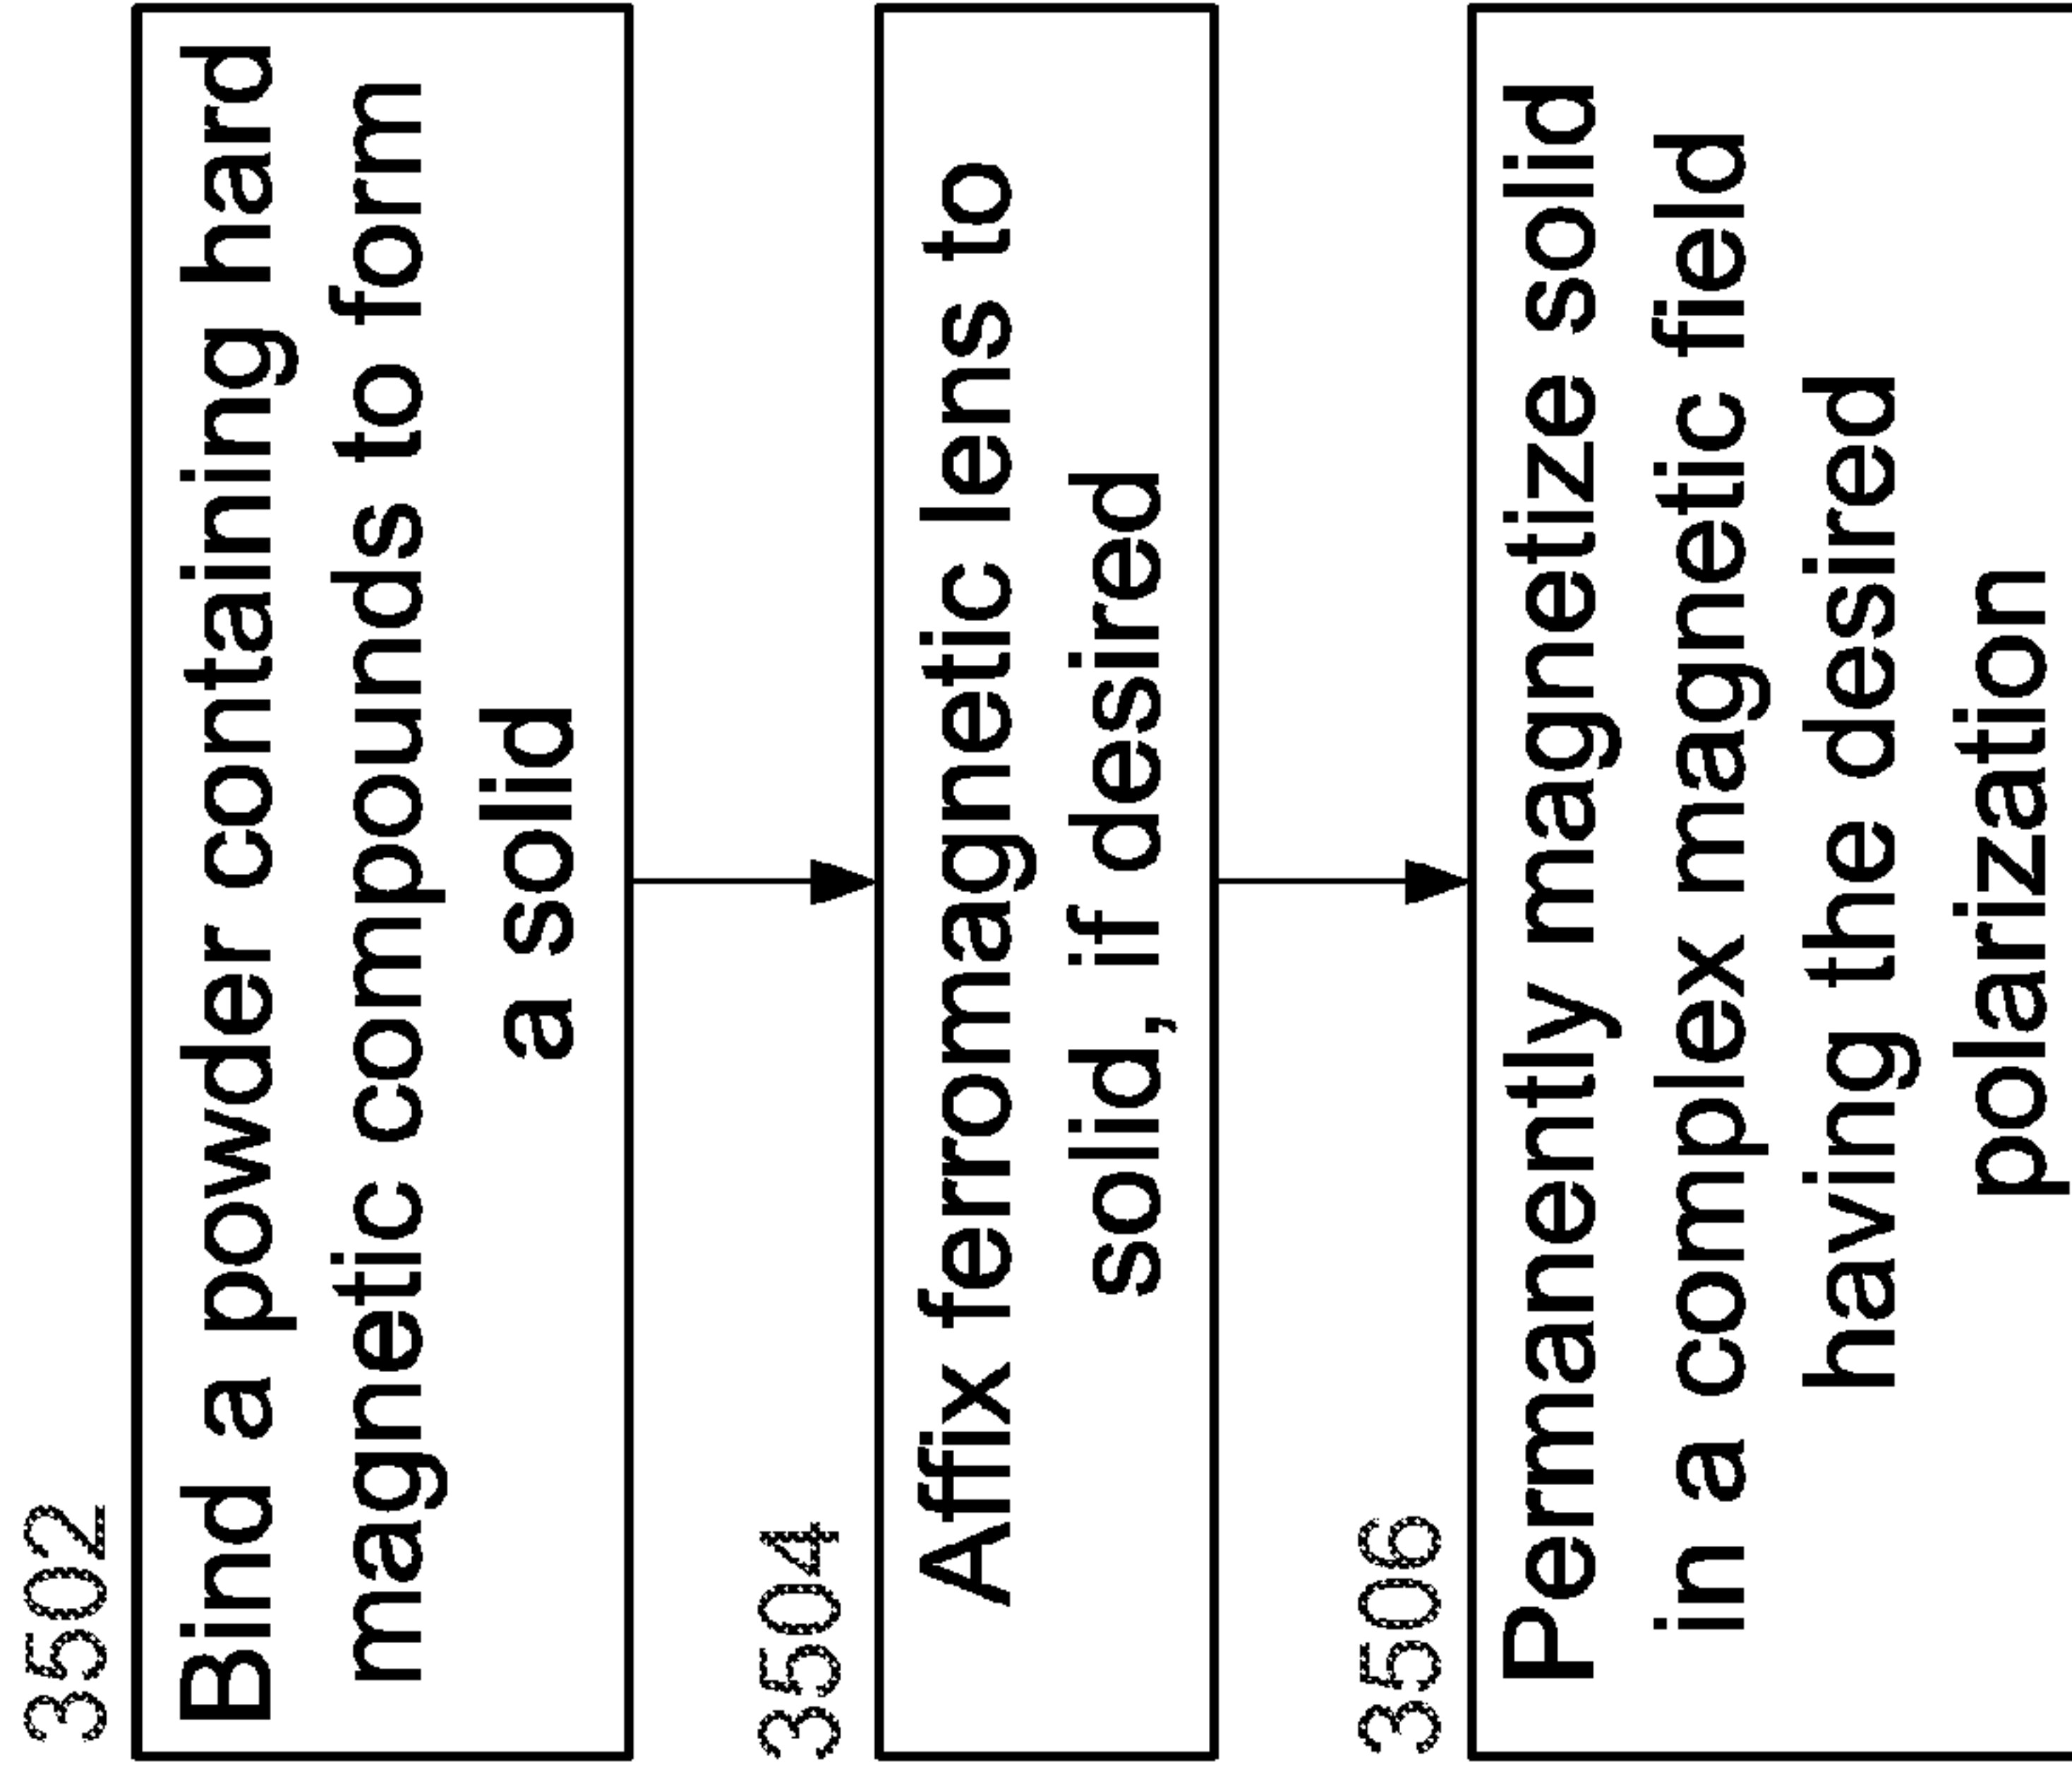 3502
Bind a powder containing hard
magnetic compounds to form
a solid
3504
Affix ferromagnetic lens to
solid, if desired
3506
Permanently magnetize solid
in a complex magnetic field
having the desired
polarization